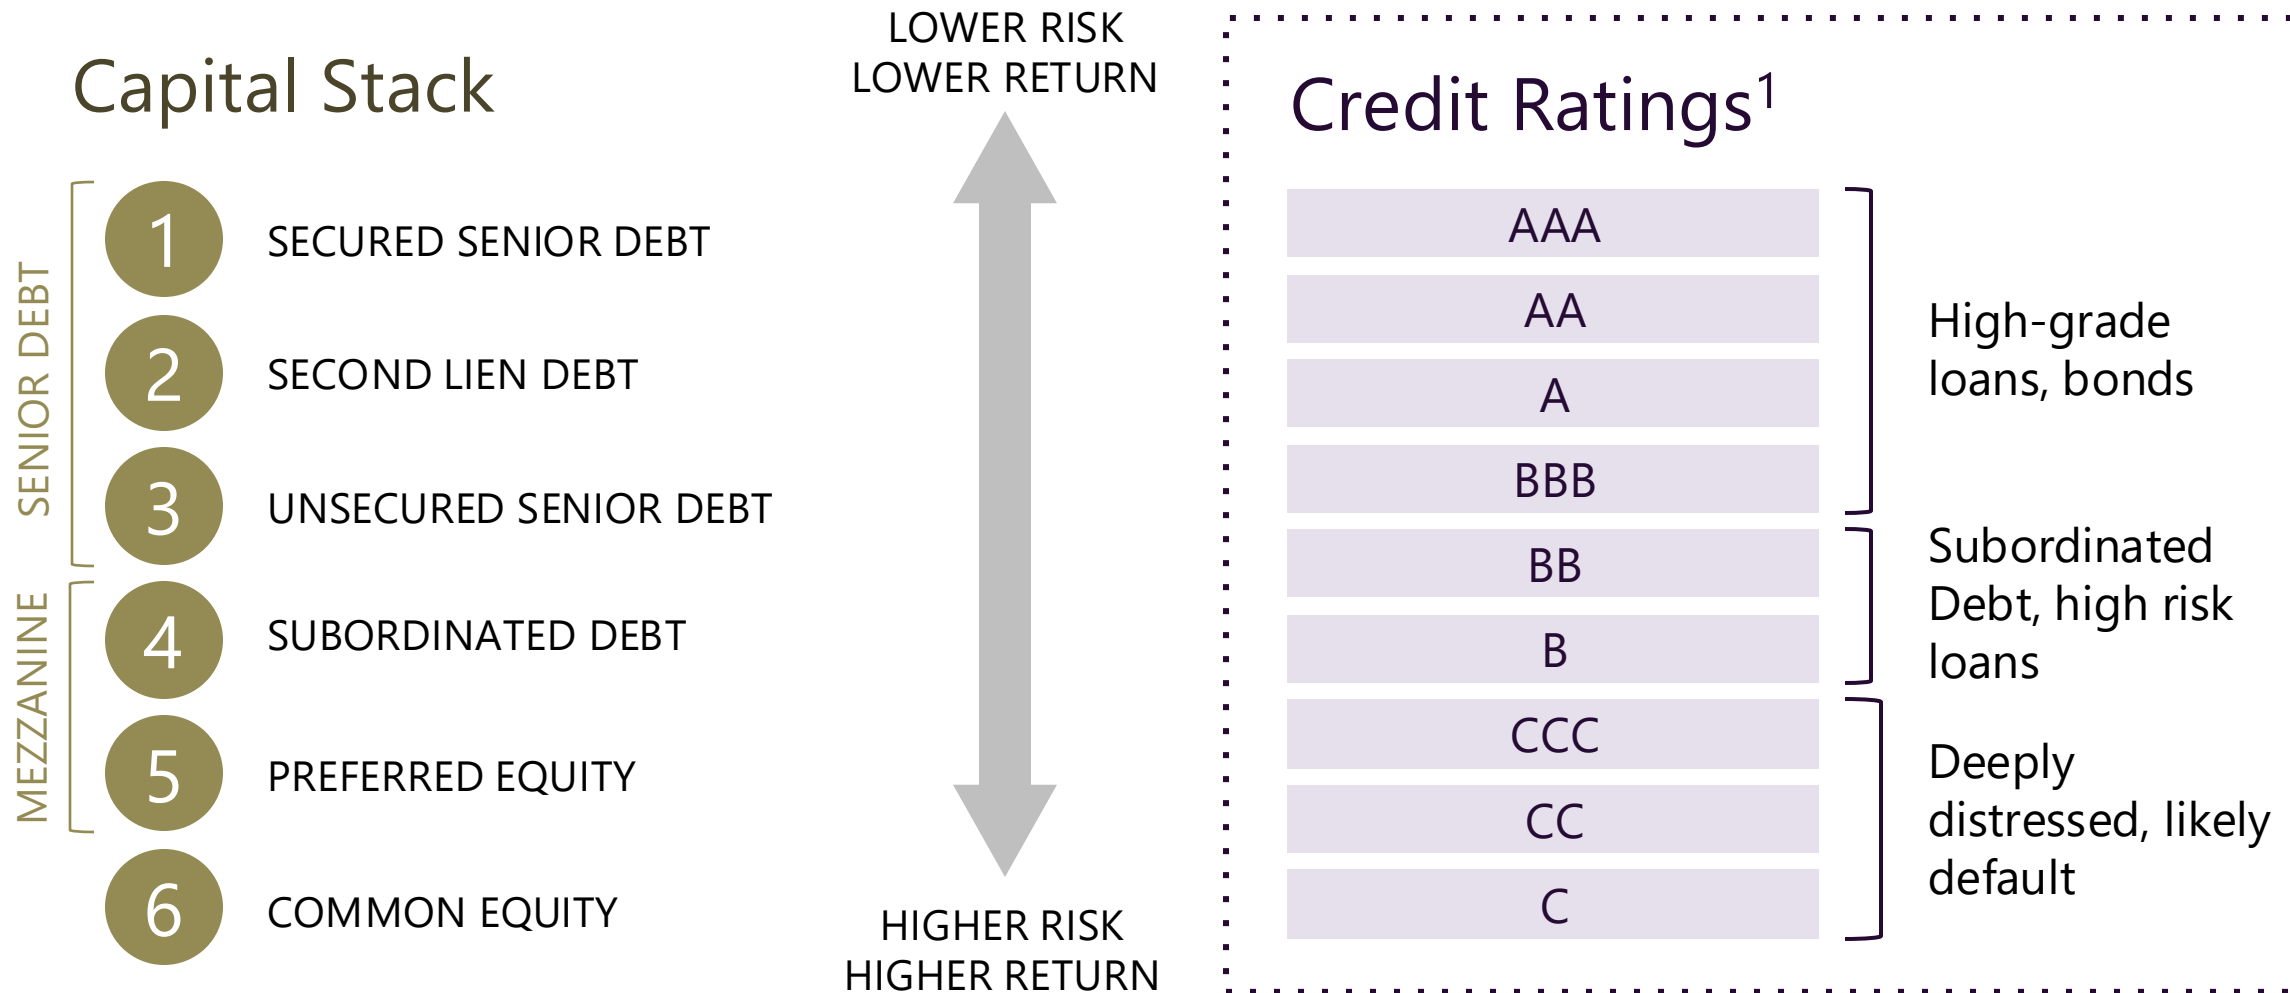 Capital Stack
SENIOR DEBT
1
SECURED SENIOR DEBT
2
SECOND LIEN DEBT
3
UNSECURED SENIOR DEBT
MEZZANINE
4
SUBORDINATED DEBT
5
PREFERRED EQUITY
6
COMMON EQUITY
LOWER RISK
LOWER RETURN
HIGHER RISK
HIGHER RETURN
Credit Ratings¹
AAA
AA
A
BBB
High-grade
loans, bonds
BB
B
Subordinated
Debt, high risk
loans
CCC
CC
C
Deeply
distressed, likely
default